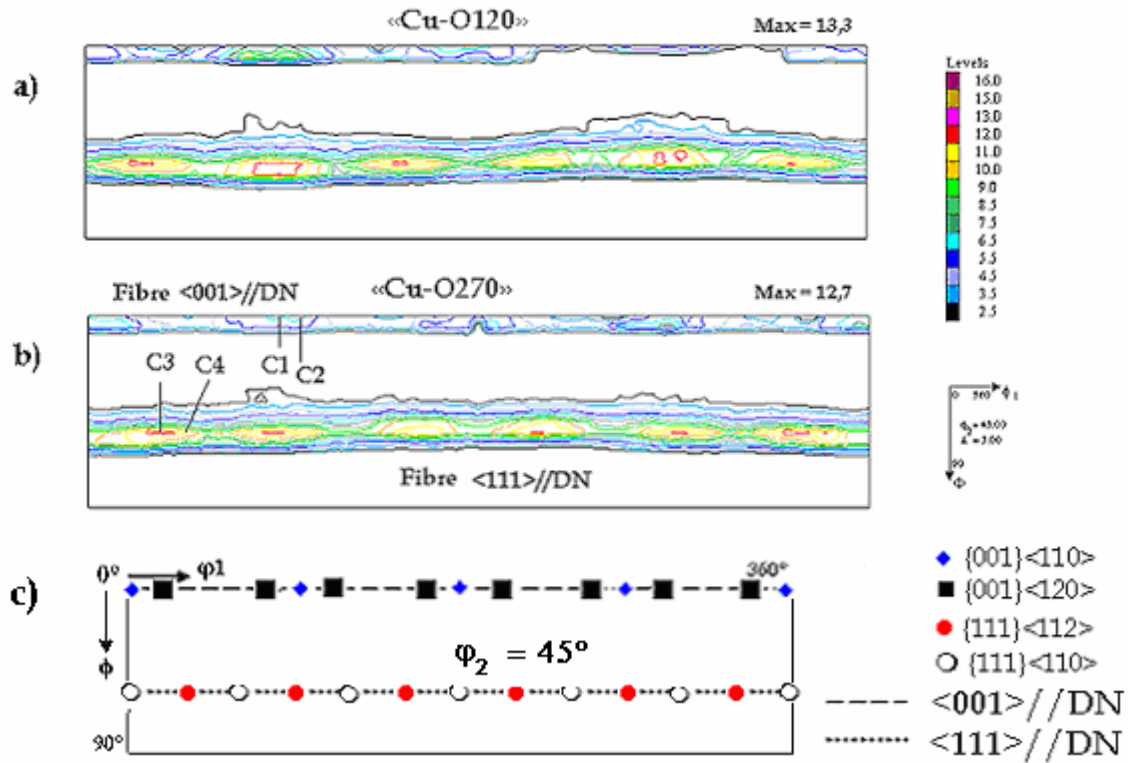 «Cu-O120»
Max = 13,3
a)
Levels
16.0
15.0
13.0
12.0
11.0
10.0
9.0
8.5
7.5
6.5
5.5
4.5
3.5
2.5
Fibre <001>//DN
«Cu-O270»
Max = 12,7
b)
C3
C4
C1
C2
Fibre <111>//DN
c)
0°
φ1
360°
ϕ
φ2 = 45°
90°
{001}<110>
{001}<120>
{111}<112>
{111}<110>
<001>//DN
<111>//DN